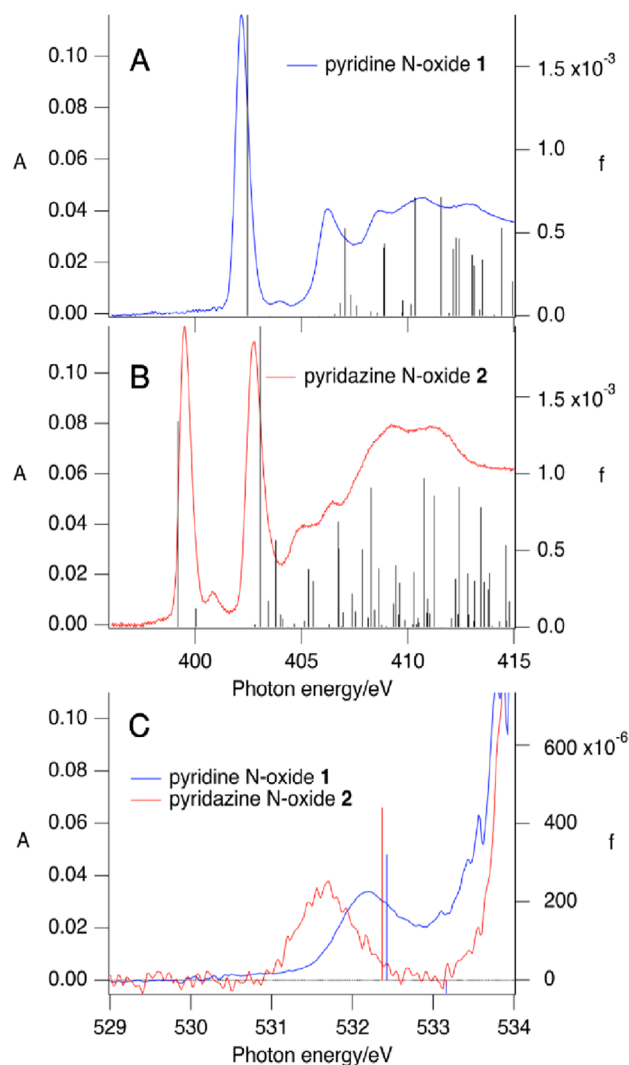 A
pyridine N-oxide 1
0.10
0.08
0.06
0.04
0.02
0.00
A
1.5 x10-3
1.0
0.5
0.0
f
B
pyridazine N-oxide 2
0.10
0.08
0.06
0.04
0.02
0.00
A
1.5 x10-3
1.0
0.5
0.0
f
400
405
410
415
Photon energy/eV
C
pyridine N-oxide 1
pyridazine N-oxide 2
0.10
0.08
0.06
0.04
0.02
0.00
A
600 x10-6
400
200
0
f
529
530
531
532
533
534
Photon energy/eV